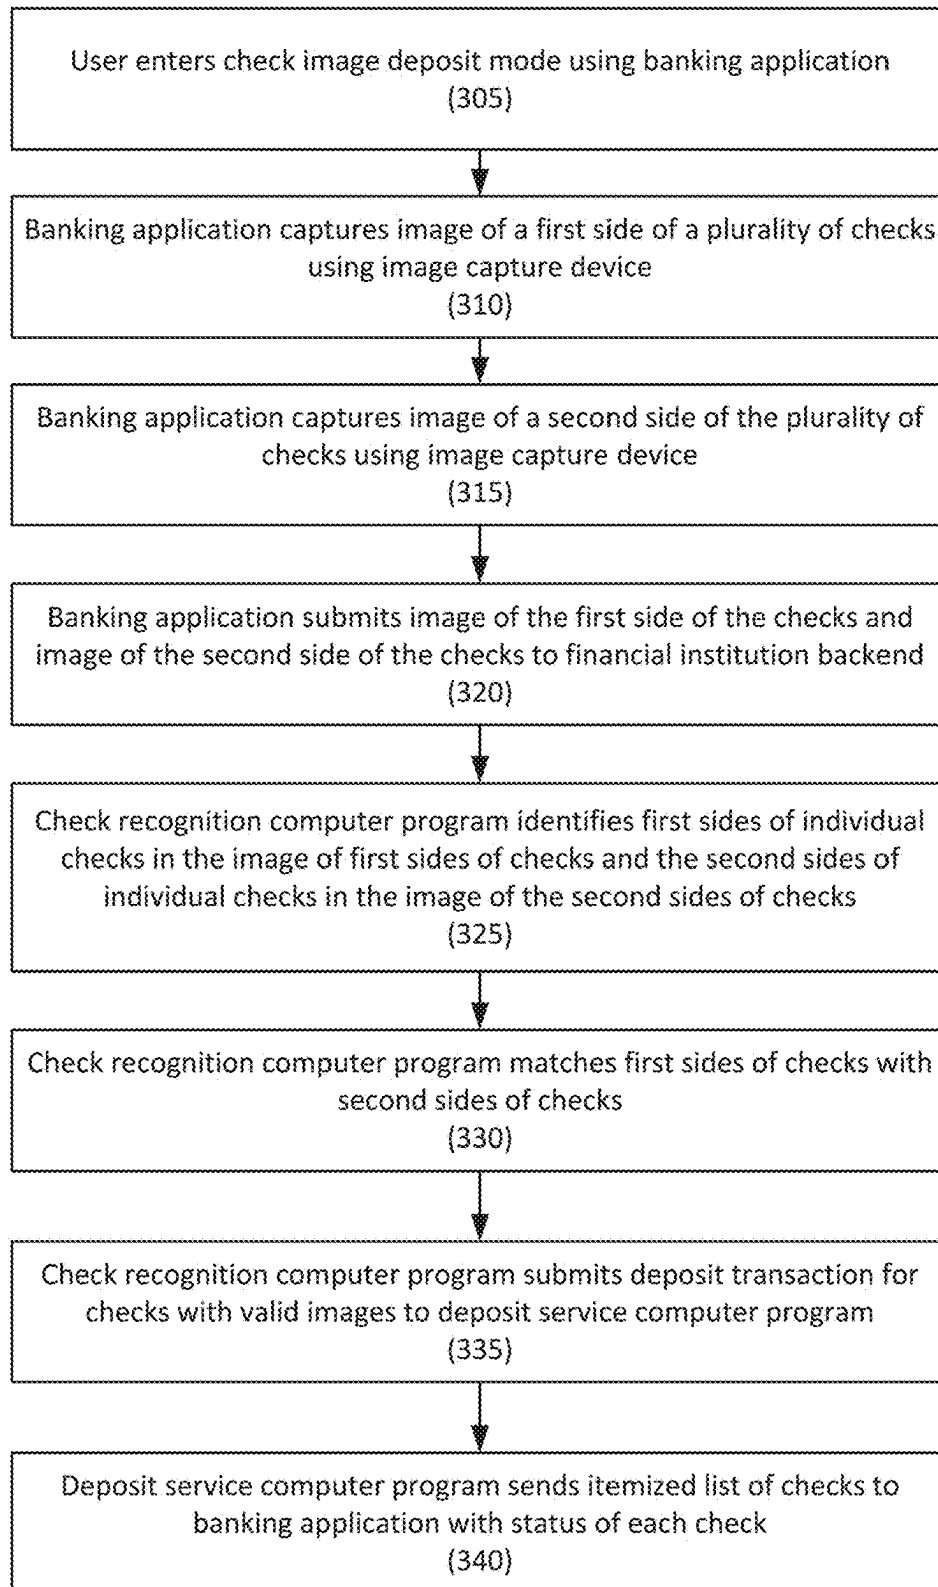 User enters check image deposit mode using banking application
(305)
Banking application captures image of a first side of a plurality of checks
using image capture device
(310)
Banking application captures image of a second side of the plurality of
checks using image capture device
(315)
Banking application submits image of the first side of the checks and
image of the second side of the checks to financial institution backend
(320)
Check recognition computer program identifies first sides of individual
checks in the image of first sides of checks and the second sides of
individual checks in the image of the second sides of checks
(325)
Check recognition computer program matches first sides of checks with
second sides of checks
(330)
Check recognition computer program submits deposit transaction for
checks with valid images to deposit service computer program
(335)
Deposit service computer program sends itemized list of checks to
banking application with status of each check
(340)